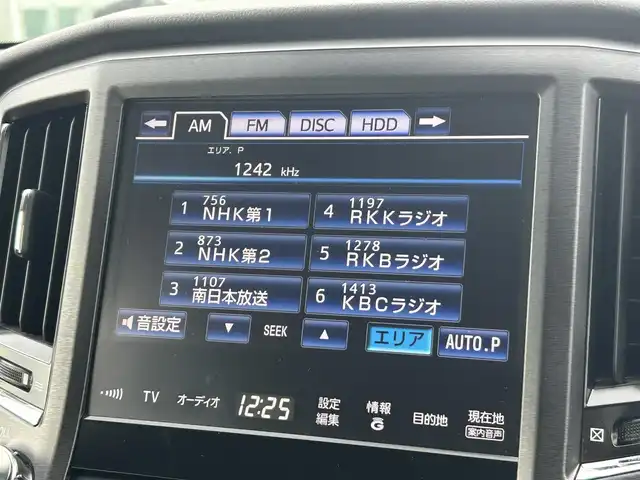 AM
FM
DISC
HDD
エリア. P
1242 kHz
1 756 NHK第1
4 1197 RKKラジオ
2 873 NHK第2
5 1278 RKBラジオ
3 1107 南日本放送
6 1413 KBCラジオ
音設定
SEEK
エリア
AUTO.P
TV
オーディオ
12:25
設定
編集
情報
G
目的地
現在地
案内音声